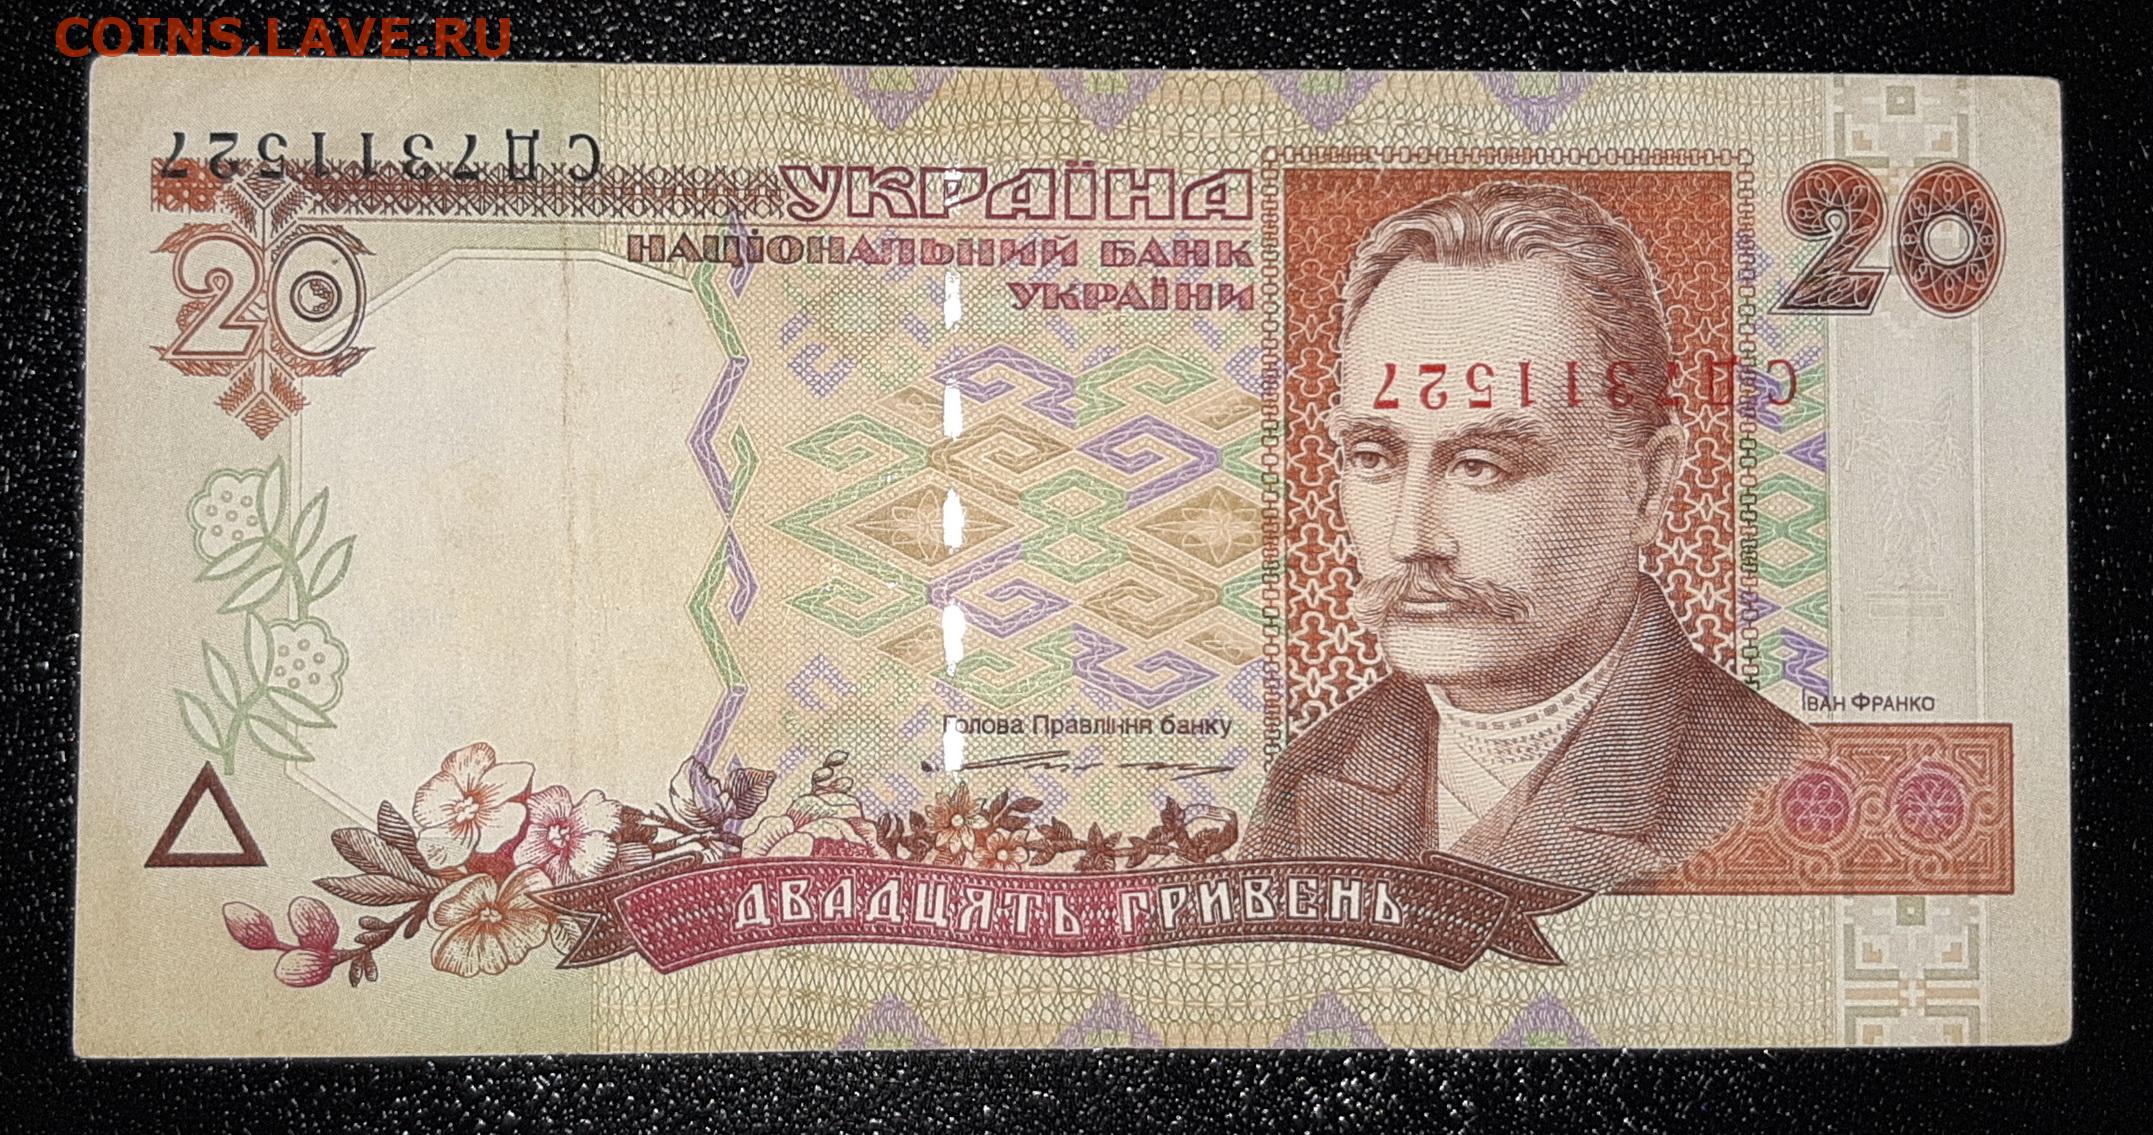 COINS.LAVE.RU
СД7311527
УКРАЇНА
НАЦІОНАЛЬНИЙ БАНК
УКРАЇНИ
20
20
СД7311527
ІВАН ФРАНКО
Голова Правління банку
ДВАДЦЯТЬ ГРИВЕНЬ